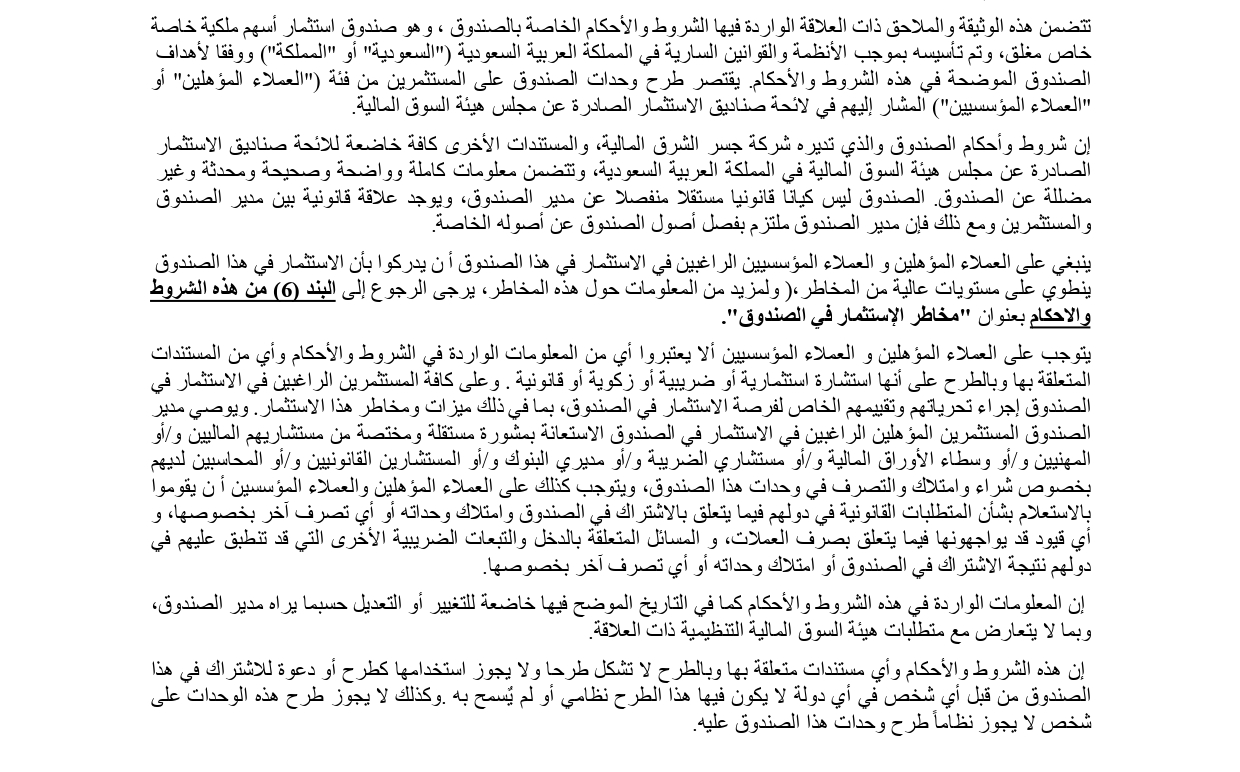 تتضمن هذه الوثيقة والملاحق ذات العلاقة الواردة فيها الشروط والأحكام الخاصة بالصندوق ، وهو صندوق استثمار أسهم ملكية خاصة
خاص مغلق، وتم تأسيسه بموجب الأنظمة والقوانين السارية في المملكة العربية السعودية ("السعودية" أو "المملكة") ووفقا لأهداف
الصندوق الموضحة في هذه الشروط والأحكام. يقتصر طرح وحدات الصندوق على المستثمرين من فئة ("العملاء المؤهلين" أو
"العملاء المؤسسيين") المشار إليهم في لائحة صناديق الاستثمار الصادرة عن مجلس هيئة السوق المالية.
إن شروط وأحكام الصندوق والذي تديره شركة جسر الشرق المالية، والمستندات الأخرى كافة خاضعة للائحة صناديق الاستثمار
الصادرة عن مجلس هيئة السوق المالية في المملكة العربية السعودية، وتتضمن معلومات كاملة وواضحة وصحيحة ومحدثة وغير
مضللة عن الصندوق. الصندوق ليس كيانا قانونيا مستقلا منفصلا عن مدير الصندوق، ويوجد علاقة قانونية بين مدير الصندوق
والمستثمرين ومع ذلك فإن مدير الصندوق ملتزم بفصل أصول الصندوق عن أصوله الخاصة.
ينبغي على العملاء المؤهلين و العملاء المؤسسيين الراغبين في الاستثمار في هذا الصندوق أ ن يدركوا بأن الاستثمار في هذا الصندوق
ينطوي على مستويات عالية من المخاطر،( ولمزيد من المعلومات حول هذه المخاطر، يرجى الرجوع إلى البند (6) من هذه الشروط
والاحكام بعنوان "مخاطر الإستثمار في الصندوق".
يتوجب على العملاء المؤهلين و العملاء المؤسسيين ألا يعتبروا أي من المعلومات الواردة في الشروط والأحكام وأي من المستندات
المتعلقة بها وبالطرح على أنها استشارة استثمارية أو ضريبية أو زكوية أو قانونية . وعلى كافة المستثمرين الراغبين في الاستثمار في
الصندوق إجراء تحرياتهم وتقييمهم الخاص لفرصة الاستثمار في الصندوق، بما في ذلك ميزات ومخاطر هذا الاستثمار. ويوصي مدير
الصندوق المستثمرين المؤهلين الراغبين في الاستثمار في الصندوق الاستعانة بمشورة مستقلة ومختصة من مستشاريهم الماليين و/أو
المهنيين و/أو وسطاء الأوراق المالية و/أو مستشاري الضريبة و/أو مديري البنوك و/أو المستشارين القانونيين و/أو المحاسبين لديهم
بخصوص شراء وامتلاك والتصرف في وحدات هذا الصندوق، ويتوجب كذلك على العملاء المؤهلين والعملاء المؤسسين أ ن يقوموا
بالاستعلام بشأن المتطلبات القانونية في دولهم فيما يتعلق بالاشتراك في الصندوق وامتلاك وحداته أو أي تصرف آخر بخصوصها، و
أي قيود قد يواجهونها فيما يتعلق بصرف العملات، و المسائل المتعلقة بالدخل والتبعات الضريبية الأخرى التي قد تنطبق عليهم في
دولهم نتيجة الاشتراك في الصندوق أو امتلاك وحداته أو أي تصرف آخر بخصوصها.
إن المعلومات الواردة في هذه الشروط والأحكام كما في التاريخ الموضح فيها خاضعة للتغيير أو التعديل حسبما يراه مدير الصندوق،
وبما لا يتعارض مع متطلبات هيئة السوق المالية التنظيمية ذات العلاقة.
إن هذه الشروط والأحكام وأي مستندات متعلقة بها وبالطرح لا تشكل طرحا ولا يجوز استخدامها كطرح أو دعوة للاشتراك في هذا
الصندوق من قبل أي شخص في أي دولة لا يكون فيها هذا الطرح نظامي أو لم يٌسمح به .وكذلك لا يجوز طرح هذه الوحدات على
شخص لا يجوز نظاماً طرح وحدات هذا الصندوق عليه.